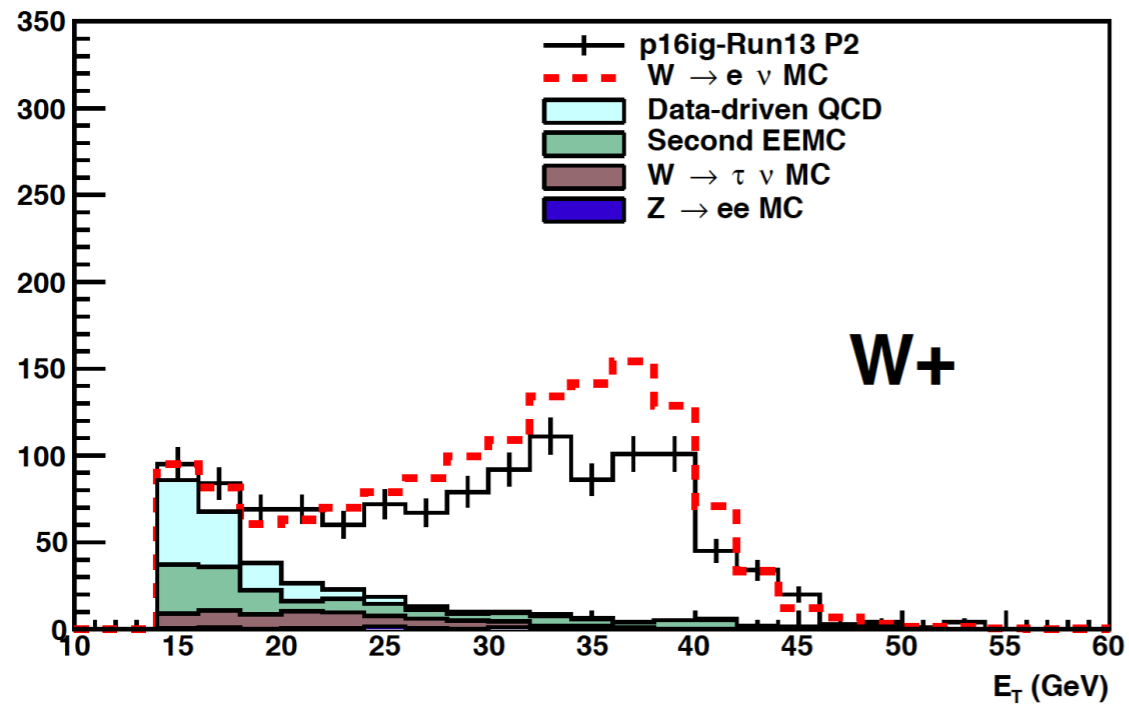 350
300
250
200
150
100
50
0
p16ig-Run13 P2
W → e ν MC
Data-driven QCD
Second EEMC
W → τ ν MC
Z → ee MC
W+
10 15 20 25 30 35 40 45 50 55 60
E_T (GeV)